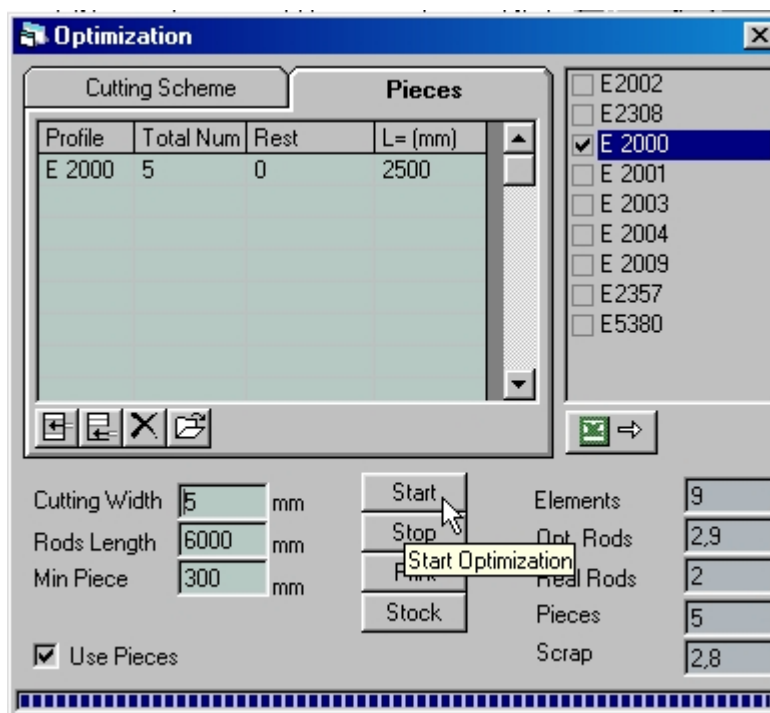 Optimization
Cutting Scheme
Pieces
Profile Total Num Rest L= (mm)
E 2000 5 0 2500
E2002
E2308
E 2000
E 2001
E 2003
E 2004
E 2009
E2357
E5380
Cutting Width 5 mm
Rods Length 6000 mm
Min Piece 300 mm
Use Pieces
Start
Stop
Start Optimization
Stock
Elements 9
Opt. Rods 2,9
Real Rods 2
Pieces 5
Scrap 2,8